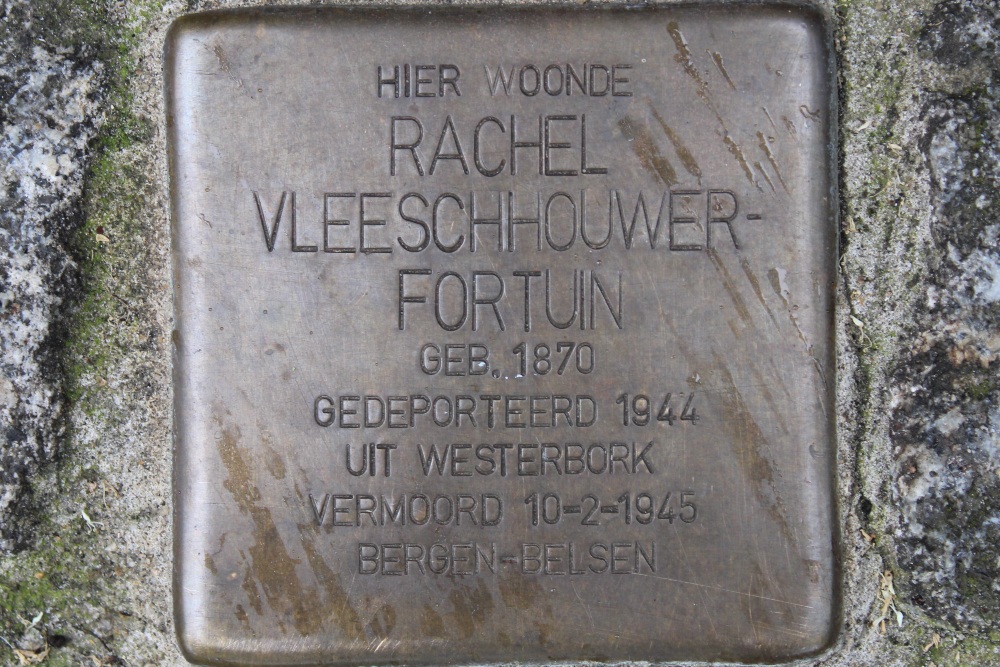 HIER WOONDE
RACHEL
VLEESCHHOUWER-
FORTUIN
GEB. 1870
GEDEPORTEERD 1944
UIT WESTERBORK
VERMOORD 10-2-1945
BERGEN-BELSEN